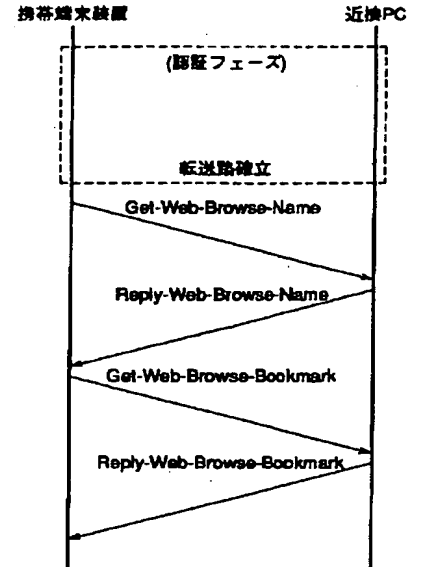 携帯端末装置
近接PC
(認証フェーズ)
転送路確立
Get-Web-Browse-Name
Reply-Web-Browse-Name
Get-Web-Browse-Bookmark
Reply-Web-Browse-Bookmark